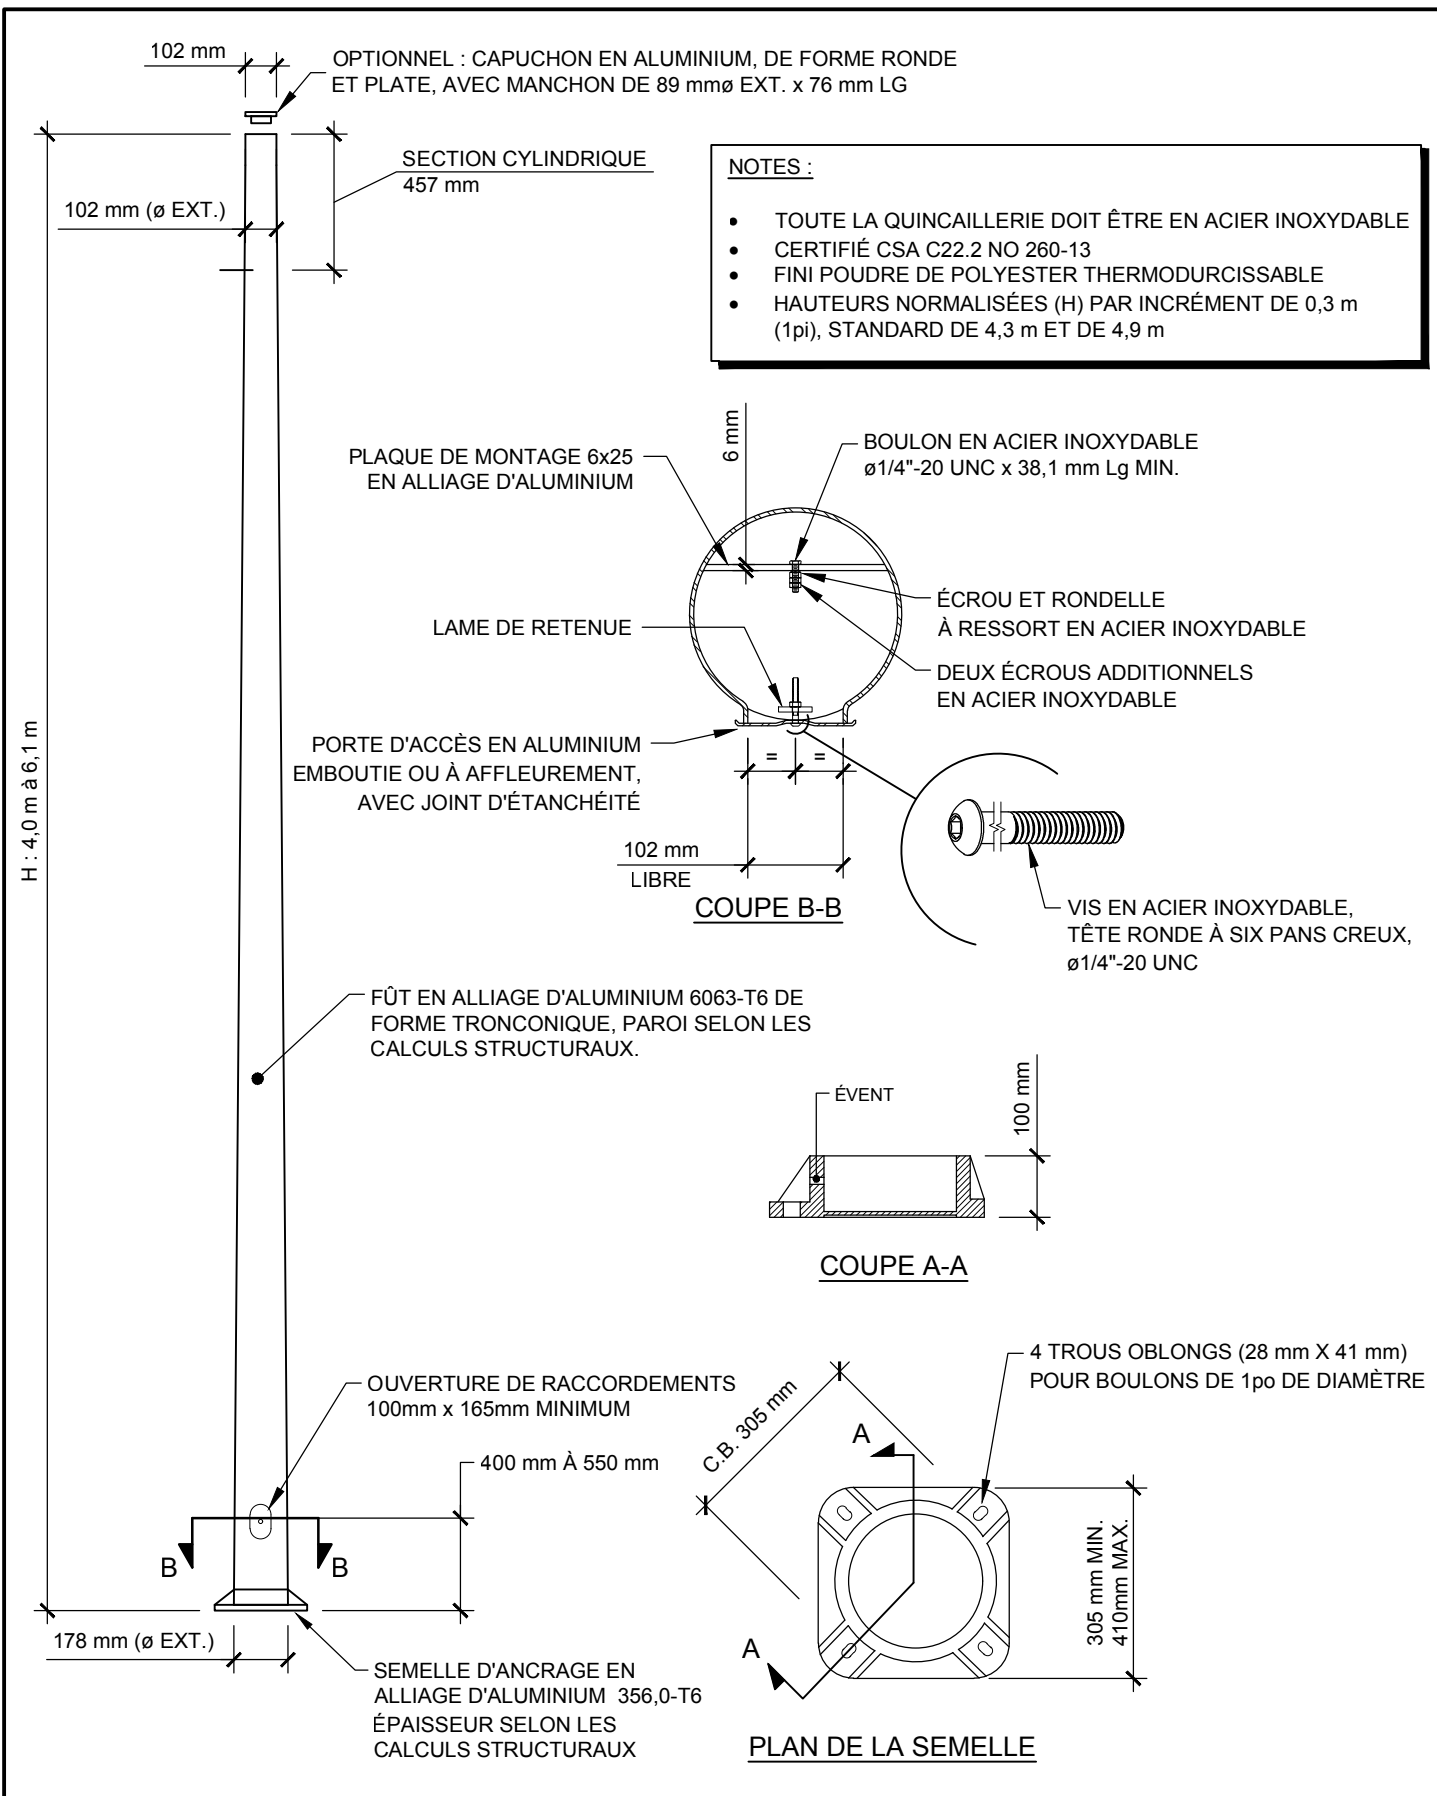 102 mm
OPTIONNEL : CAPUCHON EN ALUMINIUM, DE FORME RONDE
ET PLATE, AVEC MANCHON DE 89 mmø EXT. x 76 mm LG
SECTION CYLINDRIQUE
457 mm
102 mm (ø EXT.)
NOTES :
• TOUTE LA QUINCAILLERIE DOIT ÊTRE EN ACIER INOXYDABLE
• CERTIFIÉ CSA C22.2 NO 260-13
• FINI POUDRE DE POLYESTER THERMODURCISSABLE
• HAUTEURS NORMALISÉES (H) PAR INCRÉMENT DE 0,3 m
(1pi), STANDARD DE 4,3 m ET DE 4,9 m
H : 4,0 m à 6,1 m
6 mm
PLAQUE DE MONTAGE 6x25
EN ALLIAGE D'ALUMINIUM
BOULON EN ACIER INOXYDABLE
ø1/4"-20 UNC x 38,1 mm Lg MIN.
ÉCROU ET RONDELLE
À RESSORT EN ACIER INOXYDABLE
LAME DE RETENUE
DEUX ÉCROUS ADDITIONNELS
EN ACIER INOXYDABLE
PORTE D'ACCÈS EN ALUMINIUM
EMBOUTIE OU À AFFLEUREMENT,
AVEC JOINT D'ÉTANCHÉITÉ
= =
102 mm
LIBRE
COUPE B-B
VIS EN ACIER INOXYDABLE,
TÊTE RONDE À SIX PANS CREUX,
ø1/4"-20 UNC
FÛT EN ALLIAGE D'ALUMINIUM 6063-T6 DE
FORME TRONCONIQUE, PAROI SELON LES
CALCULS STRUCTURAUX.
ÉVENT
100 mm
COUPE A-A
OUVERTURE DE RACCORDEMENTS
100mm x 165mm MINIMUM
400 mm À 550 mm
B B
178 mm (ø EXT.)
SEMELLE D'ANCRAGE EN
ALLIAGE D'ALUMINIUM 356,0-T6
ÉPAISSEUR SELON LES
CALCULS STRUCTURAUX
4 TROUS OBLONGS (28 mm X 41 mm)
POUR BOULONS DE 1po DE DIAMÈTRE
C.B. 305 mm
A
305 mm MIN.
410mm MAX.
A
PLAN DE LA SEMELLE